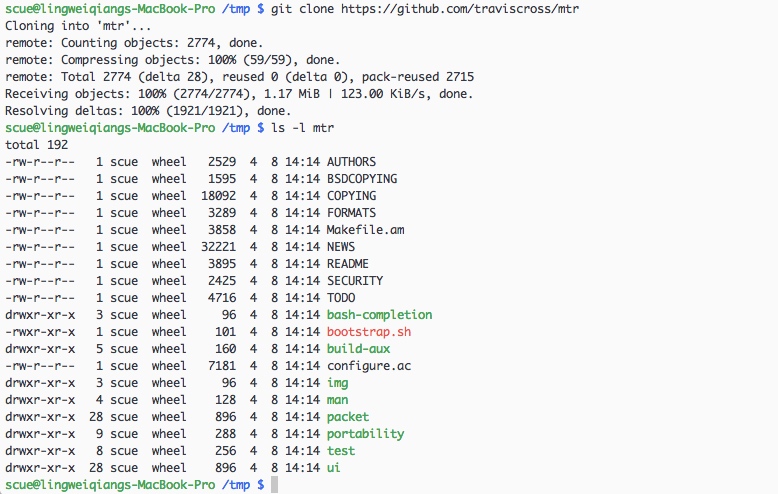 scue@lingweiqiangs-MacBook-Pro /tmp $ git clone https://github.com/traviscross/mtr
Cloning into 'mtr'...
remote: Counting objects: 2774, done.
remote: Compressing objects: 100% (59/59), done.
remote: Total 2774 (delta 28), reused 0 (delta 0), pack-reused 2715
Receiving objects: 100% (2774/2774), 1.17 MiB | 123.00 KiB/s, done.
Resolving deltas: 100% (1921/1921), done.
scue@lingweiqiangs-MacBook-Pro /tmp $ ls -l mtr
total 192
-rw-r--r--   1 scue  wheel   2529  4  8 14:14 AUTHORS
-rw-r--r--   1 scue  wheel   1595  4  8 14:14 BSDCOPYING
-rw-r--r--   1 scue  wheel  18092  4  8 14:14 COPYING
-rw-r--r--   1 scue  wheel   3289  4  8 14:14 FORMATS
-rw-r--r--   1 scue  wheel   3858  4  8 14:14 Makefile.am
-rw-r--r--   1 scue  wheel  32221  4  8 14:14 NEWS
-rw-r--r--   1 scue  wheel   3895  4  8 14:14 README
-rw-r--r--   1 scue  wheel   2425  4  8 14:14 SECURITY
-rw-r--r--   1 scue  wheel   4716  4  8 14:14 TODO
drwxr-xr-x   3 scue  wheel     96  4  8 14:14 bash-completion
-rwxr-xr-x   1 scue  wheel    101  4  8 14:14 bootstrap.sh
drwxr-xr-x   5 scue  wheel    160  4  8 14:14 build-aux
-rw-r--r--   1 scue  wheel   7181  4  8 14:14 configure.ac
drwxr-xr-x   3 scue  wheel     96  4  8 14:14 img
drwxr-xr-x   4 scue  wheel    128  4  8 14:14 man
drwxr-xr-x  28 scue  wheel    896  4  8 14:14 packet
drwxr-xr-x   9 scue  wheel    288  4  8 14:14 portability
drwxr-xr-x   8 scue  wheel    256  4  8 14:14 test
drwxr-xr-x  28 scue  wheel    896  4  8 14:14 ui
scue@lingweiqiangs-MacBook-Pro /tmp $